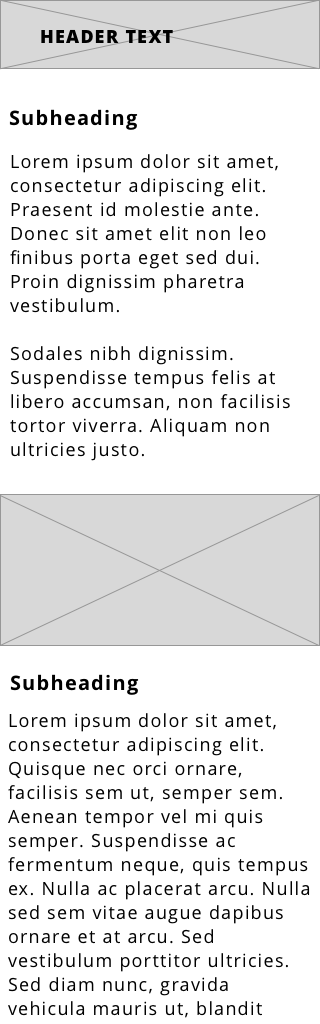 HEADER TEXT
Subheading
Lorem ipsum dolor sit amet,
consectetur adipiscing elit.
Praesent id molestie ante.
Donec sit amet elit non leo
finibus porta eget sed dui.
Proin dignissim pharetra
vestibulum.
Sodales nibh dignissim.
Suspendisse tempus felis at
libero accumsan, non facilisis
tortor viverra. Aliquam non
ultricies justo.
Subheading
Lorem ipsum dolor sit amet,
consectetur adipiscing elit.
Quisque nec orci ornare,
facilisis sem ut, semper sem.
Aenean tempor vel mi quis
semper. Suspendisse ac
fermentum neque, quis tempus
ex. Nulla ac placerat arcu. Nulla
sed sem vitae augue dapibus
ornare et at arcu. Sed
vestibulum porttitor ultricies.
Sed diam nunc, gravida
vehicula mauris ut, blandit